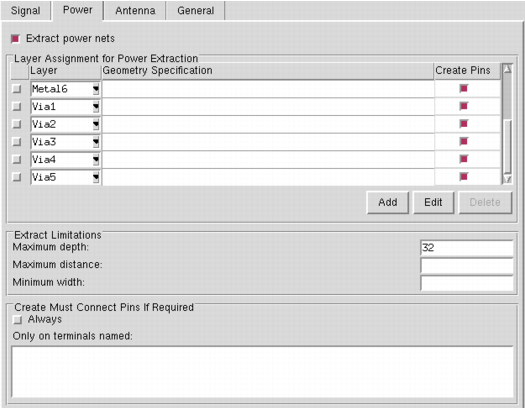 Signal Power Antenna General
Extract power nets
Layer Assignment for Power Extraction
Layer Geometry Specification Create Pins
Metal6
Via1
Via2
Via3
Via4
Via5
Add Edit Delete
Extract Limitations
Maximum depth: 32
Maximum distance:
Minimum width:
Create Must Connect Pins If Required
Always
Only on terminals named: